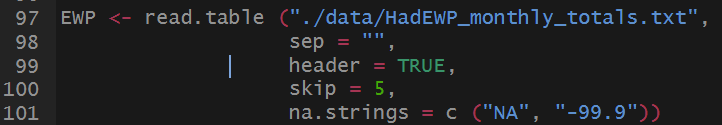 97 EWP <- read.table ("./data/HadEWP_monthly_totals.txt",
98 sep = "",
99 header = TRUE,
100 skip = 5,
101 na.strings = c ("NA", "-99.9"))